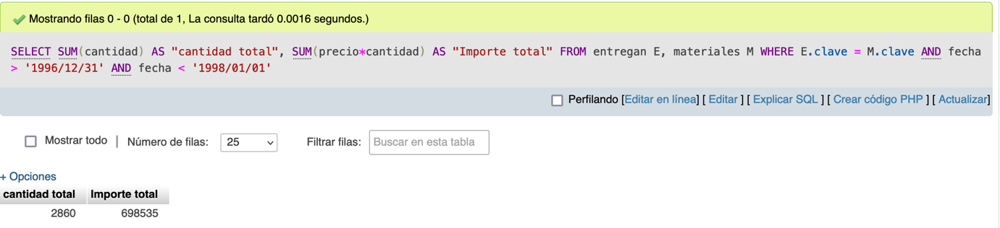 Mostrando filas 0 - 0 (total de 1, La consulta tardó 0.0016 segundos.)
SELECT SUM(cantidad) AS "cantidad total", SUM(precio*cantidad) AS "Importe total" FROM entregan E, materiales M WHERE E.clave = M.clave AND fecha
> '1996/12/31' AND fecha < '1998/01/01'
Perfilando [Editar en línea] [ Editar ] [ Explicar SQL ] [ Crear código PHP ] [ Actualizar]
Mostrar todo | Número de filas: 25 Filtrar filas: Buscar en esta tabla
+ Opciones
cantidad total Importe total
2860 698535